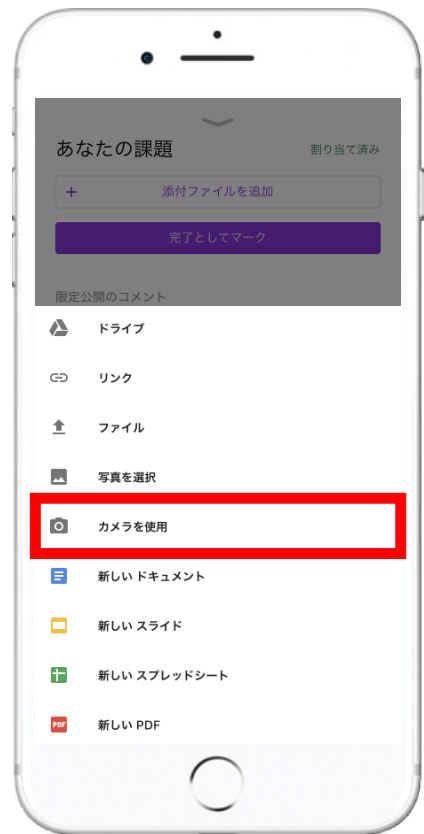 あなたの課題
割り当て済み
+ 添付ファイルを追加
完了としてマーク
限定公開のコメント
ドライブ
リンク
ファイル
写真を選択
カメラを使用
新しい ドキュメント
新しい スライド
新しい スプレッドシート
PDF 新しい PDF